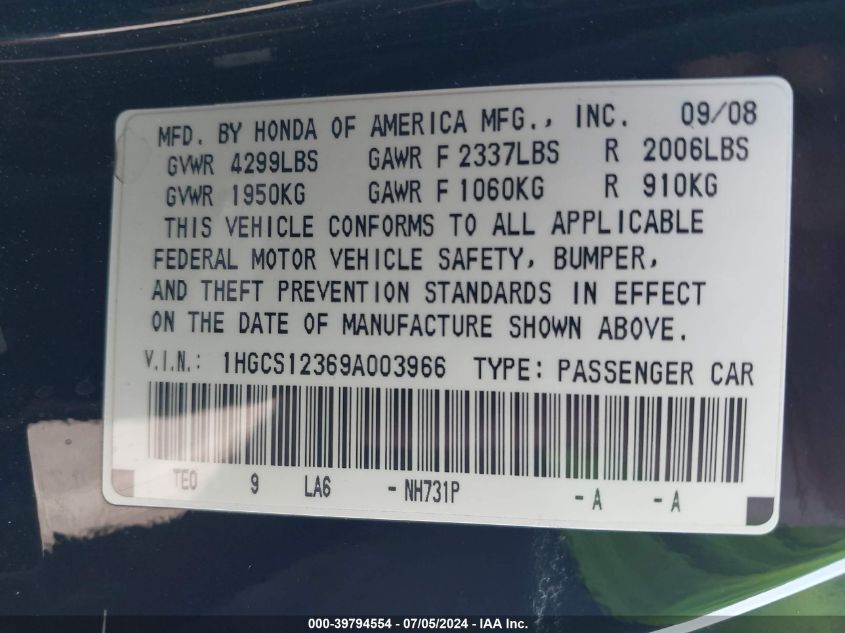 MFD. BY HONDA OF AMERICA MFG., INC. 09/08
GVWR 4299LBS GAWR F 2337LBS R 2006LBS
GVWR 1950KG GAWR F 1060KG R 910KG
THIS VEHICLE CONFORMS TO ALL APPLICABLE
FEDERAL MOTOR VEHICLE SAFETY, BUMPER,
AND THEFT PREVENTION STANDARDS IN EFFECT
ON THE DATE OF MANUFACTURE SHOWN ABOVE.
V.I.N.: 1HGCS12369A003966 TYPE: PASSENGER CAR
TE0 9 LA6 - NH731P - A - A
000-39794554 / 07/05/2024 - IAA Inc.